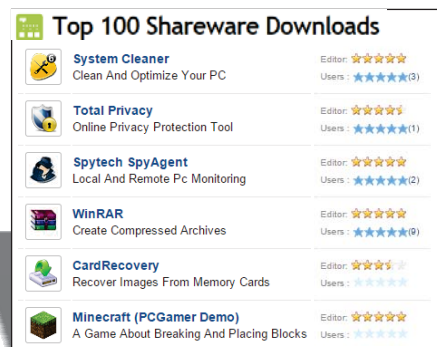 Top 100 Shareware Downloads
System Cleaner
Editor:
Clean And Optimize Your PC
Users : (3)
Total Privacy
Editor:
Online Privacy Protection Tool
Users : (1)
Spytech SpyAgent
Editor:
Local And Remote Pc Monitoring
Users : (2)
WinRAR
Editor:
Create Compressed Archives
Users : (9)
CardRecovery
Editor:
Recover Images From Memory Cards
Users :
Minecraft (PCGamer Demo)
Editor:
A Game About Breaking And Placing Blocks
Users :